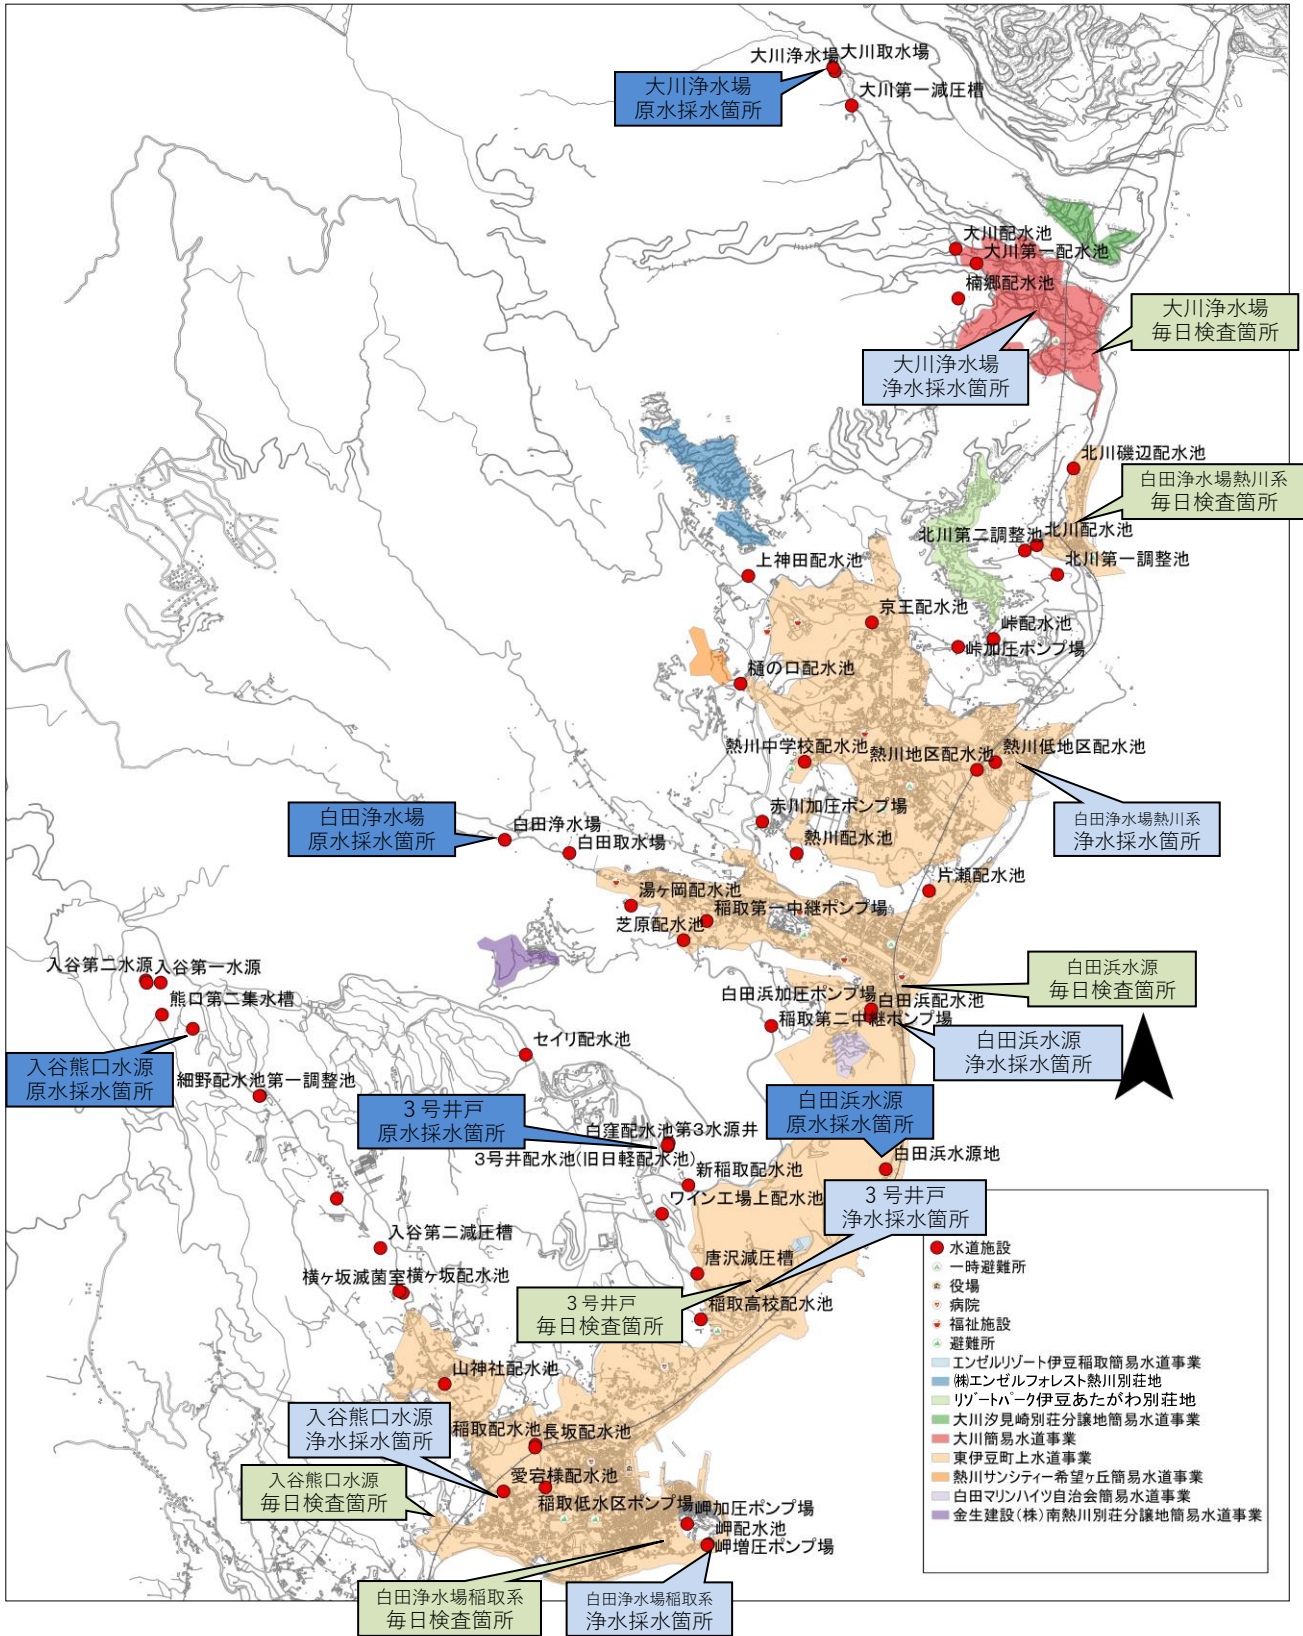 大川浄水場
大川取水場
大川浄水場
原水採水箇所
大川第一減圧槽
大川配水池
大川第一配水池
楠郷配水池
大川浄水場
毎日検査箇所
大川浄水場
浄水採水箇所
北川磯辺配水池
白田浄水場熱川系
毎日検査箇所
北川第二調整池
北川配水池
北川第一調整池
上神田配水池
京王配水池
峠配水池
峠加圧ポンプ場
樋の口配水池
熱川中学校配水池
熱川地区配水池
熱川低地区配水池
赤川加圧ポンプ場
白田浄水場熱川系
浄水採水箇所
白田浄水場
原水採水箇所
白田浄水場
白田取水場
熱川配水池
片瀬配水池
湯ヶ岡配水池
稲取第一中継ポンプ場
芝原配水池
入谷第二水源
入谷第一水源
熊口第二集水槽
白田浜水源
毎日検査箇所
白田浜加圧ポンプ場
白田浜配水池
稲取第二中継ポンプ場
白田浜水源
浄水採水箇所
セイリ配水池
入谷熊口水源
原水採水箇所
細野配水池第一調整池
3号井戸
原水採水箇所
白田浜水源
原水採水箇所
白窪配水池
第3水源井
3号井配水池(旧日軽配水池)
白田浜水源地
新稲取配水池
ワイン工場上配水池
3号井戸
浄水採水箇所
入谷第二減圧槽
唐沢減圧槽
横ヶ坂滅菌室
横ヶ坂配水池
3号井戸
毎日検査箇所
稲取高校配水池
山神社配水池
入谷熊口水源
浄水採水箇所
稲取配水池
長坂配水池
入谷熊口水源
毎日検査箇所
愛宕様配水池
稲取低水区ポンプ場
岬加圧ポンプ場
岬配水池
岬増圧ポンプ場
白田浄水場稲取系
毎日検査箇所
白田浄水場稲取系
浄水採水箇所
水道施設
一時避難所
役場
病院
福祉施設
避難所
エンゼルリゾート伊豆稲取簡易水道事業
㈱エンゼルフォレスト熱川別荘地
ﾘｿﾞｰﾄﾊﾟｰｸ伊豆あたがわ別荘地
大川汐見崎別荘分譲地簡易水道事業
大川簡易水道事業
東伊豆町上水道事業
熱川サンシティー希望ヶ丘簡易水道事業
白田マリンハイツ自治会簡易水道事業
金生建設(株)南熱川別荘分譲地簡易水道事業